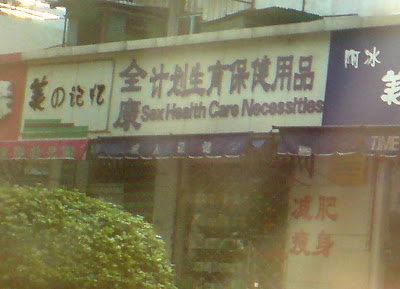 美の记忆
全康
计划生育保健用品
Sex Health Care Necessities
阿冰
美
TIME
减肥
瘦身